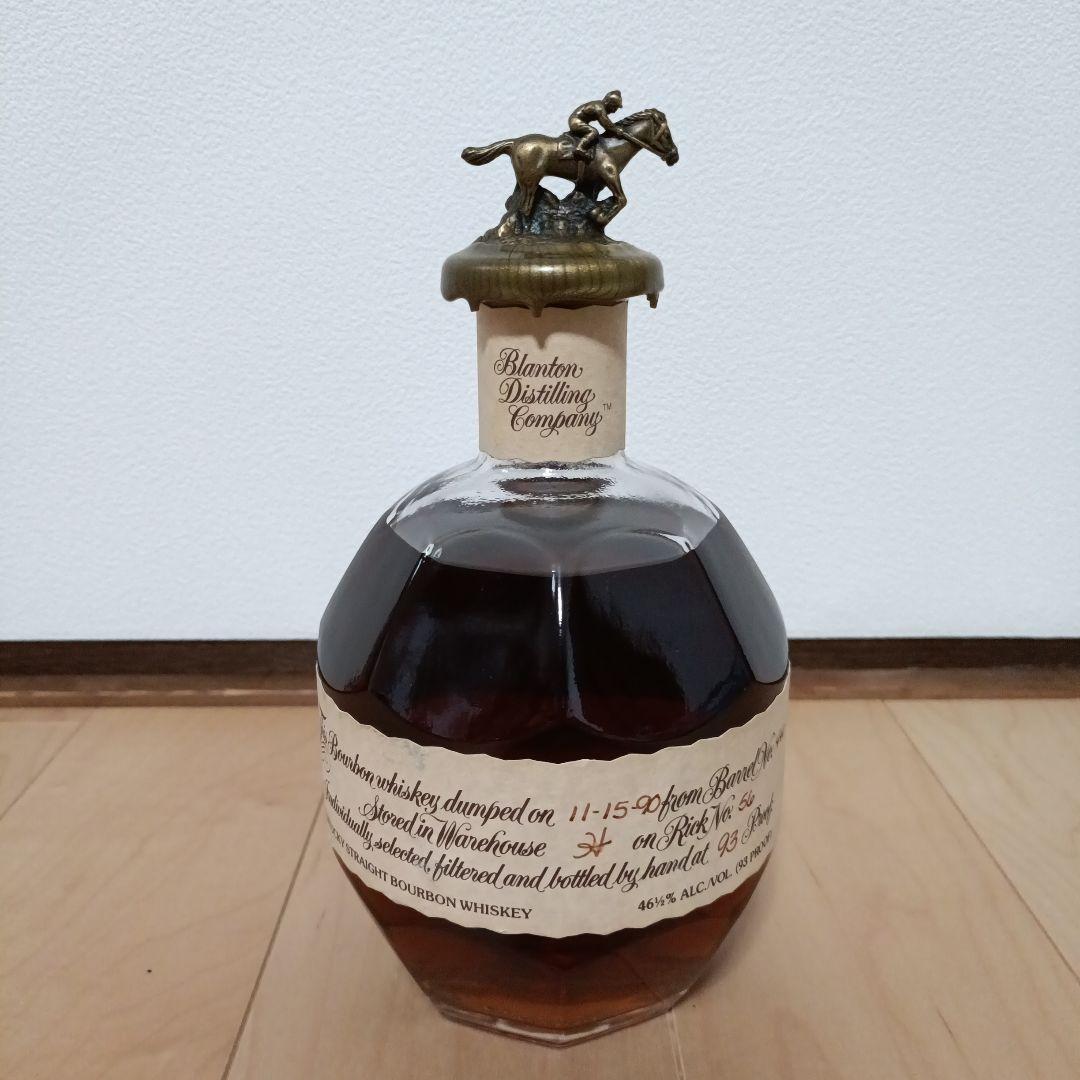 Blanton
Distilling
Company™
Bourbon whiskey dumped on 11-15-90 from Barrel No.
Stored in Warehouse H on Rick No. 56
Individually selected, filtered and bottled by hand at 93 Proof
STRAIGHT BOURBON WHISKEY 46½% ALC./VOL. (93 PROOF